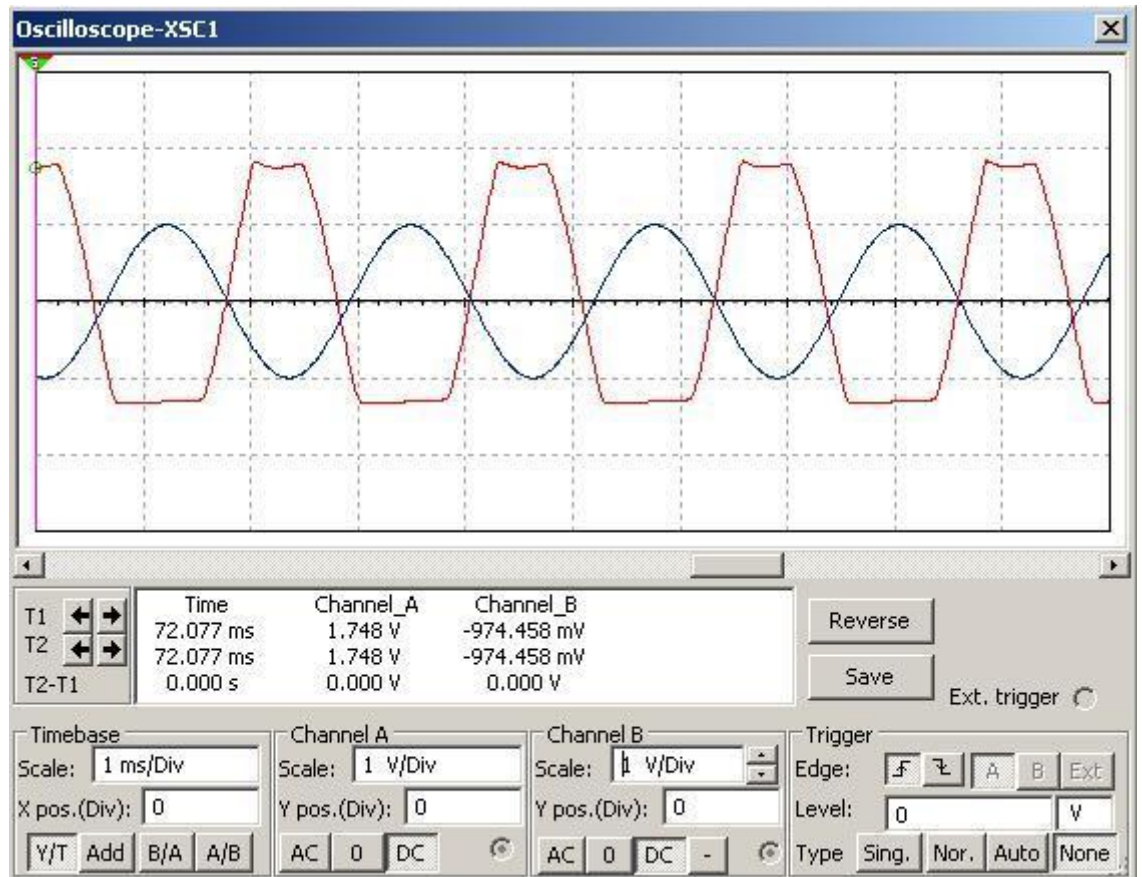 Oscilloscope-XSC1
T1
T2
T2-T1
Time Channel_A Channel_B
72.077 ms 1.748 V -974.458 mV
72.077 ms 1.748 V -974.458 mV
0.000 s 0.000 V 0.000 V
Reverse
Save
Ext. trigger
Timebase
Scale: 1 ms/Div
X pos.(Div): 0
Y/T Add B/A A/B
Channel A
Scale: 1 V/Div
Y pos.(Div): 0
AC 0 DC
Channel B
Scale: 1 V/Div
Y pos.(Div): 0
AC 0 DC -
Trigger
Edge: A B Ext
Level: 0 V
Type Sing. Nor. Auto None